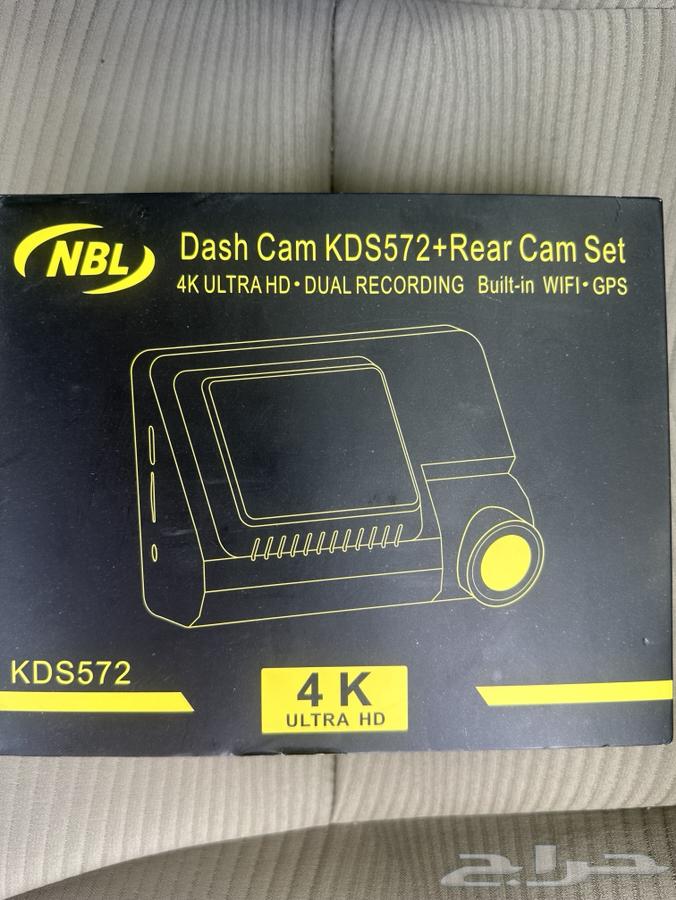 NBL
Dash Cam KDS572+Rear Cam Set
4K ULTRA HD • DUAL RECORDING Built-in WIFI • GPS
KDS572
4 K
ULTRA HD
حراج